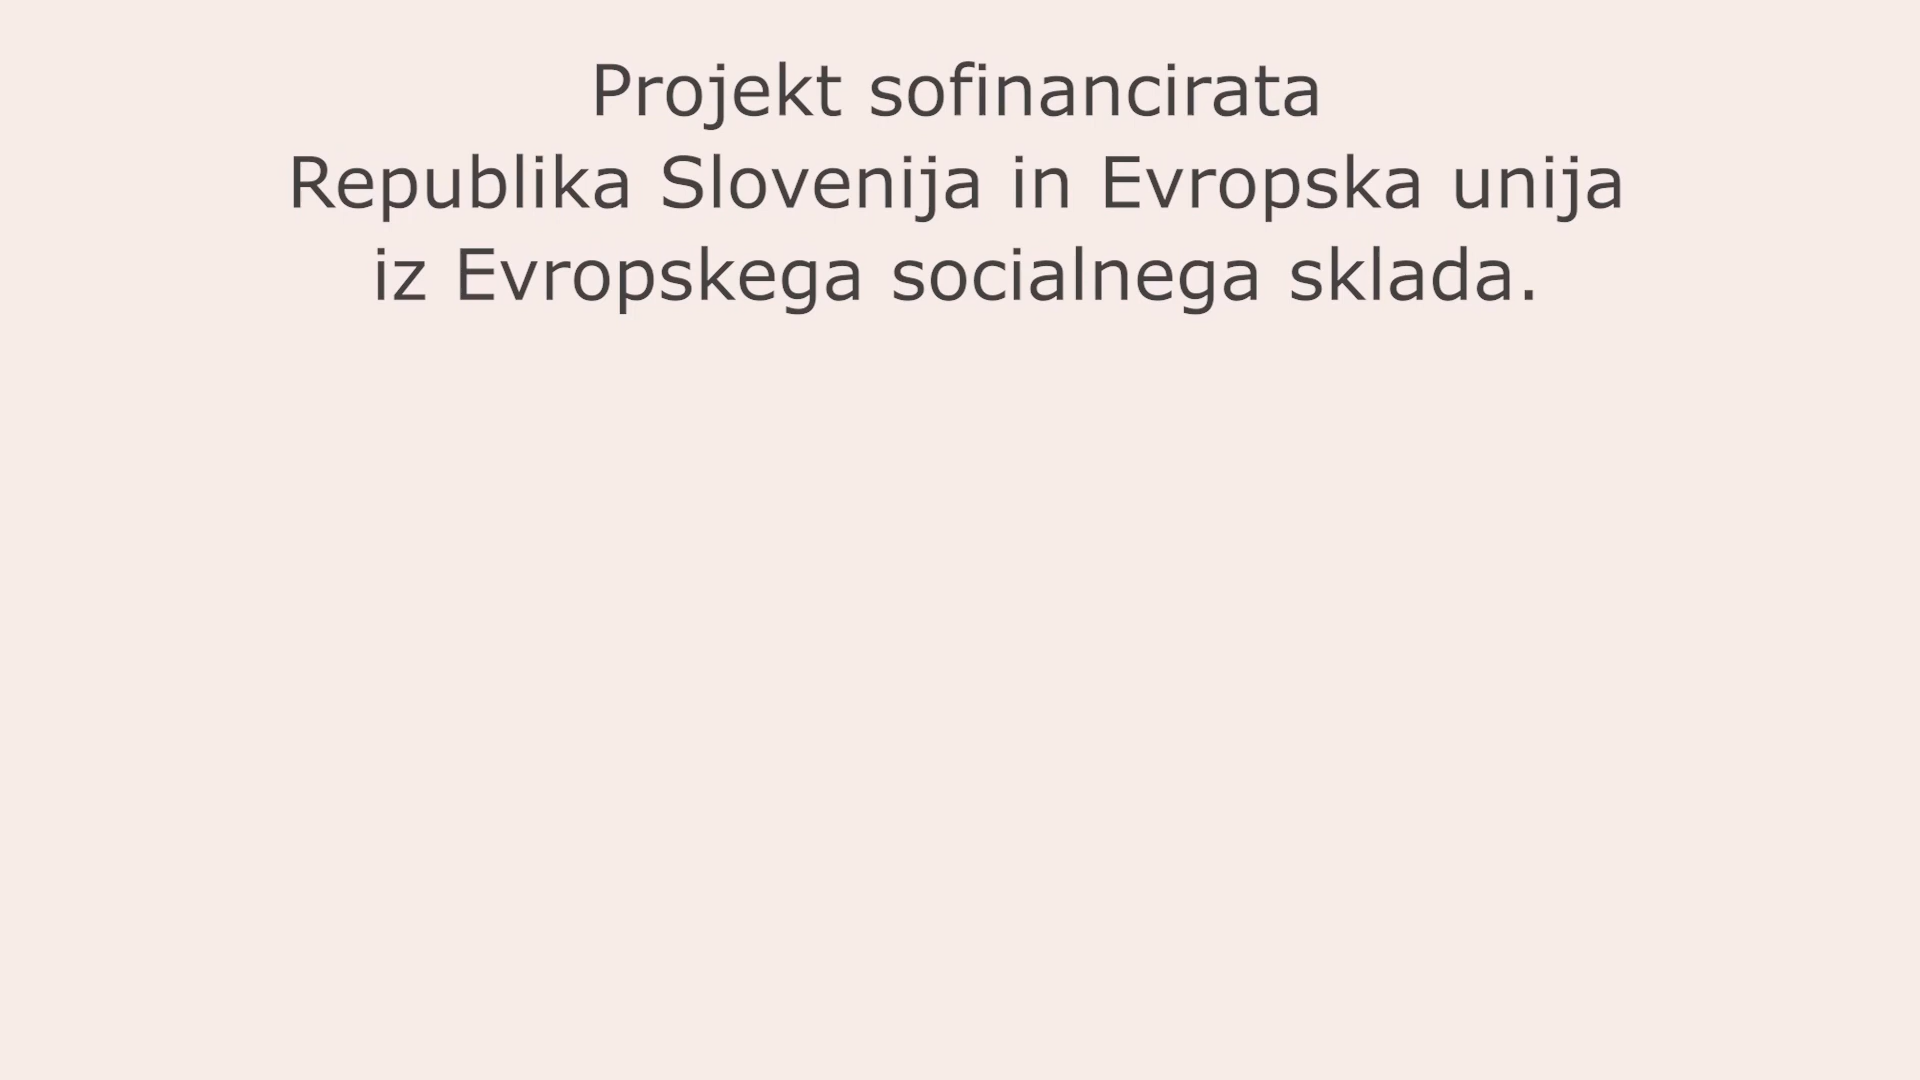 Projekt sofinancirata
Republika Slovenija in Evropska unija
iz Evropskega socialnega sklada.